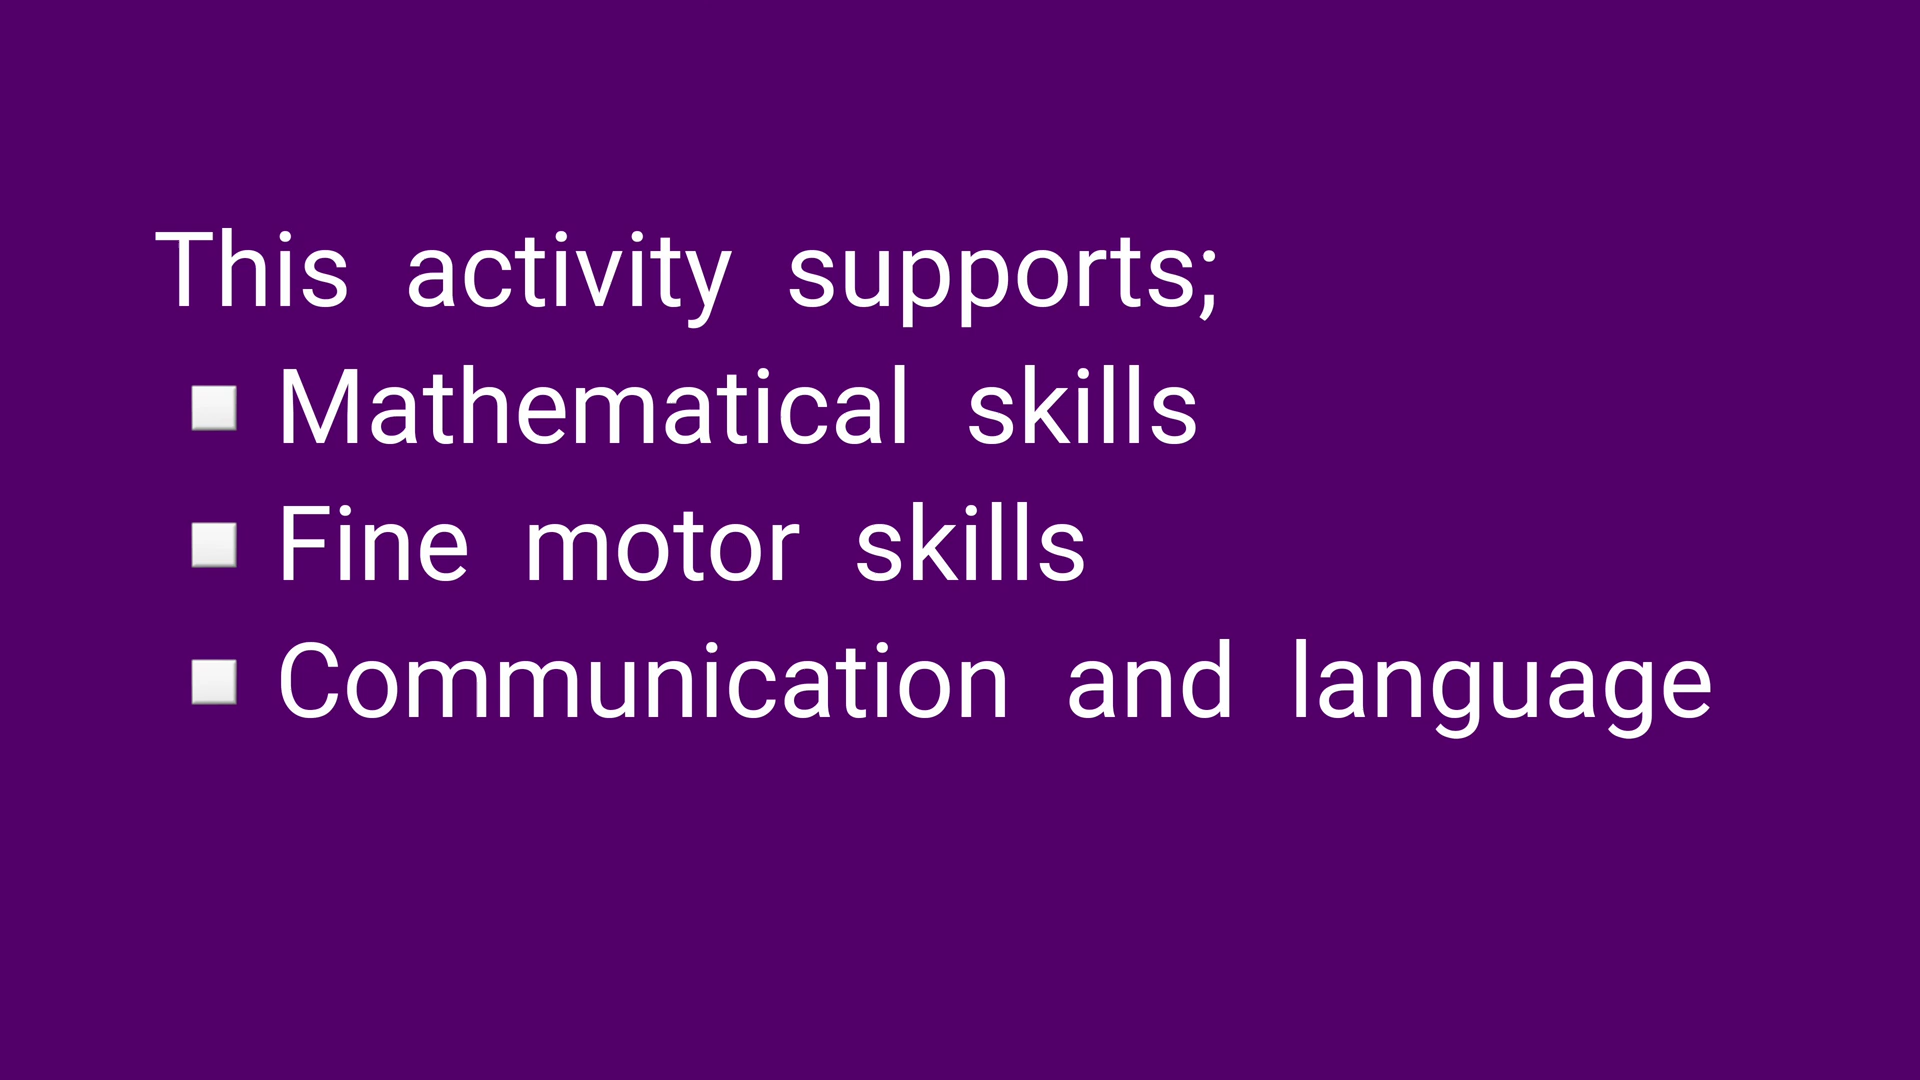 This activity supports;
▫️ Mathematical skills
▫️ Fine motor skills
▫️ Communication and language